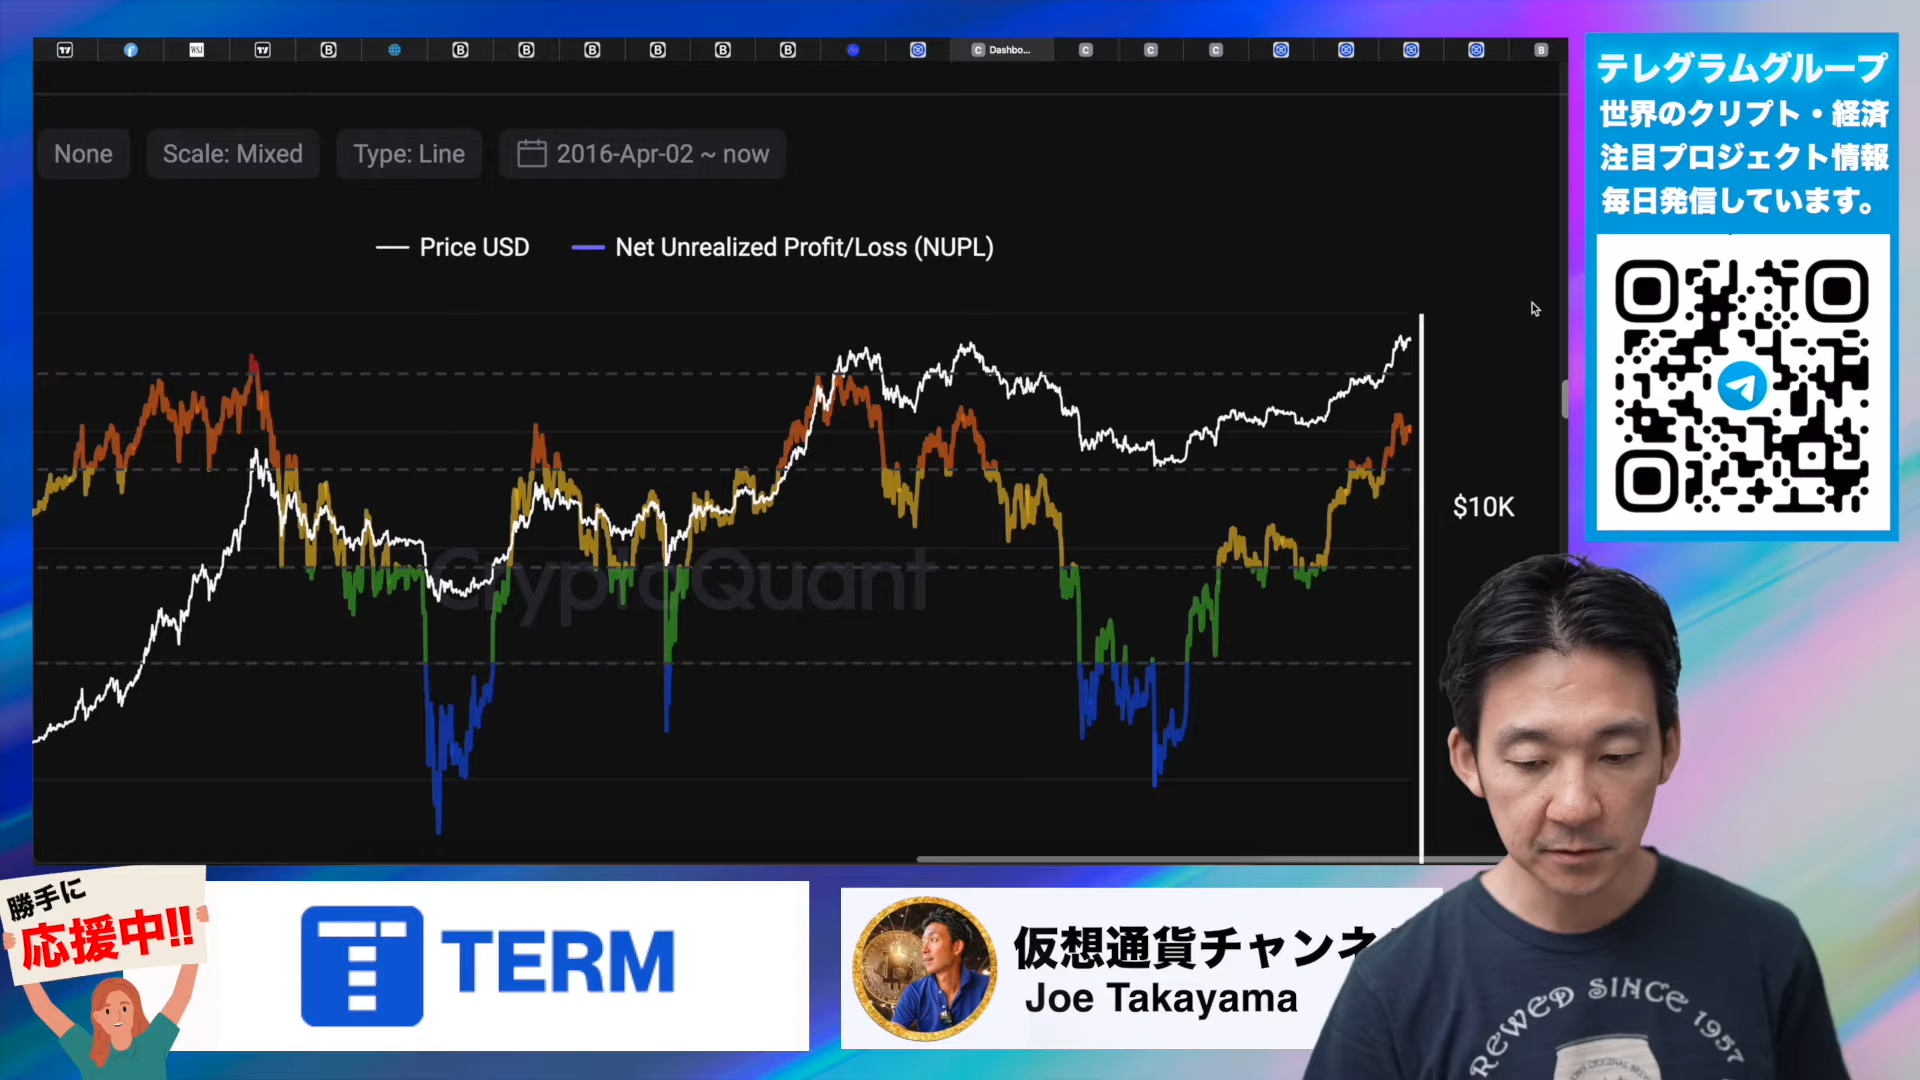 Dashbo...
None
Scale: Mixed
Type: Line
2016-Apr-02 ~ now
Price USD
Net Unrealized Profit/Loss (NUPL)
$10K
CryptoQuant
テレグラムグループ
世界のクリプト・経済
注目プロジェクト情報
毎日発信しています。
勝手に
応援中!!
TERM
仮想通貨チャンネ
Joe Takayama
REWED SINCE 1957